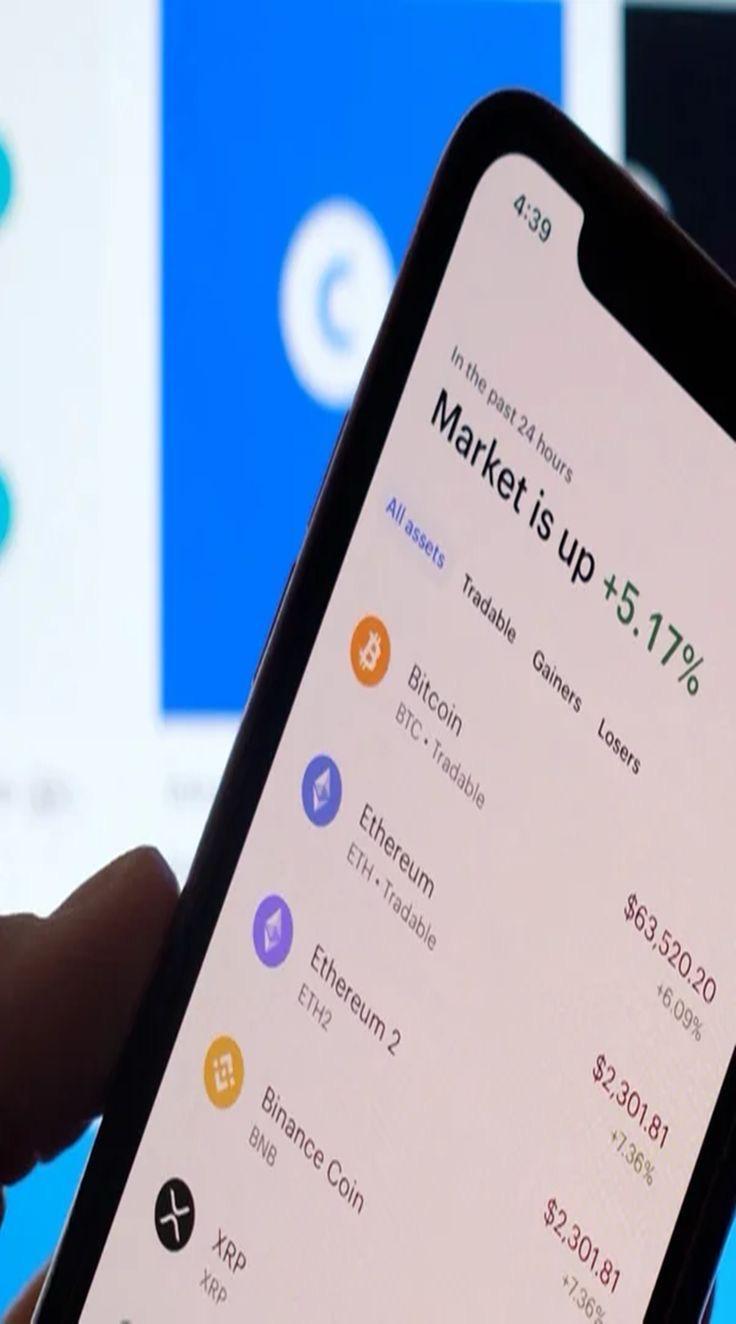 4:39
In the past 24 hours
Market is up +5.17%
All assets Tradable Gainers Losers
Bitcoin
BTC • Tradable
$63,520.20
+6.09%
Ethereum
ETH • Tradable
$2,301.81
+7.36%
Ethereum 2
ETH2
$2,301.81
+7.36%
Binance Coin
BNB
XRP
XRP